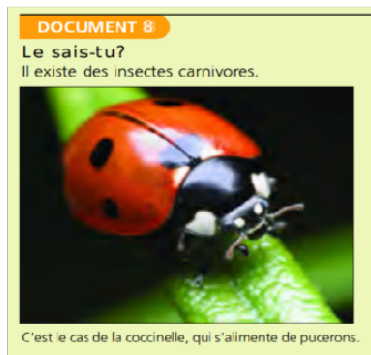 DOCUMENT 8
Le sais-tu?
Il existe des insectes carnivores.
C'est le cas de la coccinelle, qui s'alimente de pucerons.